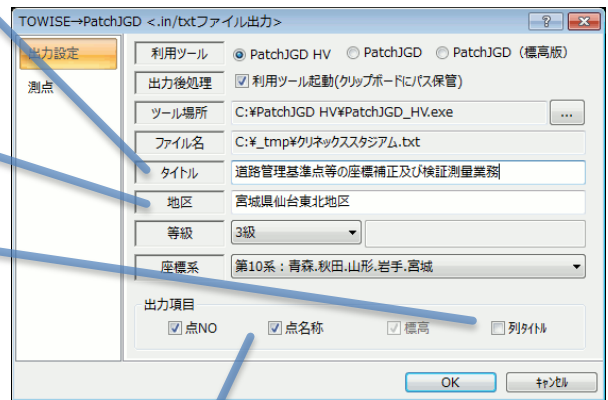 TOWISE→PatchJGD <.in/txtファイル出力>
出力設定
測点
利用ツール PatchJGD HV PatchJGD PatchJGD（標高版）
出力後処理 利用ツール起動(クリップボードにパス保管)
ツール場所 C:¥PatchJGD HV¥PatchJGD_HV.exe ...
ファイル名 C:¥_tmp¥クリネックススタジアム.txt
タイトル 道路管理基準点等の座標補正及び検証測量業務
地区 宮城県仙台東北地区
等級 3級
座標系 第10系：青森.秋田.山形.岩手.宮城
出力項目
点NO 点名称 標高 列タイトル
OK キャンセル